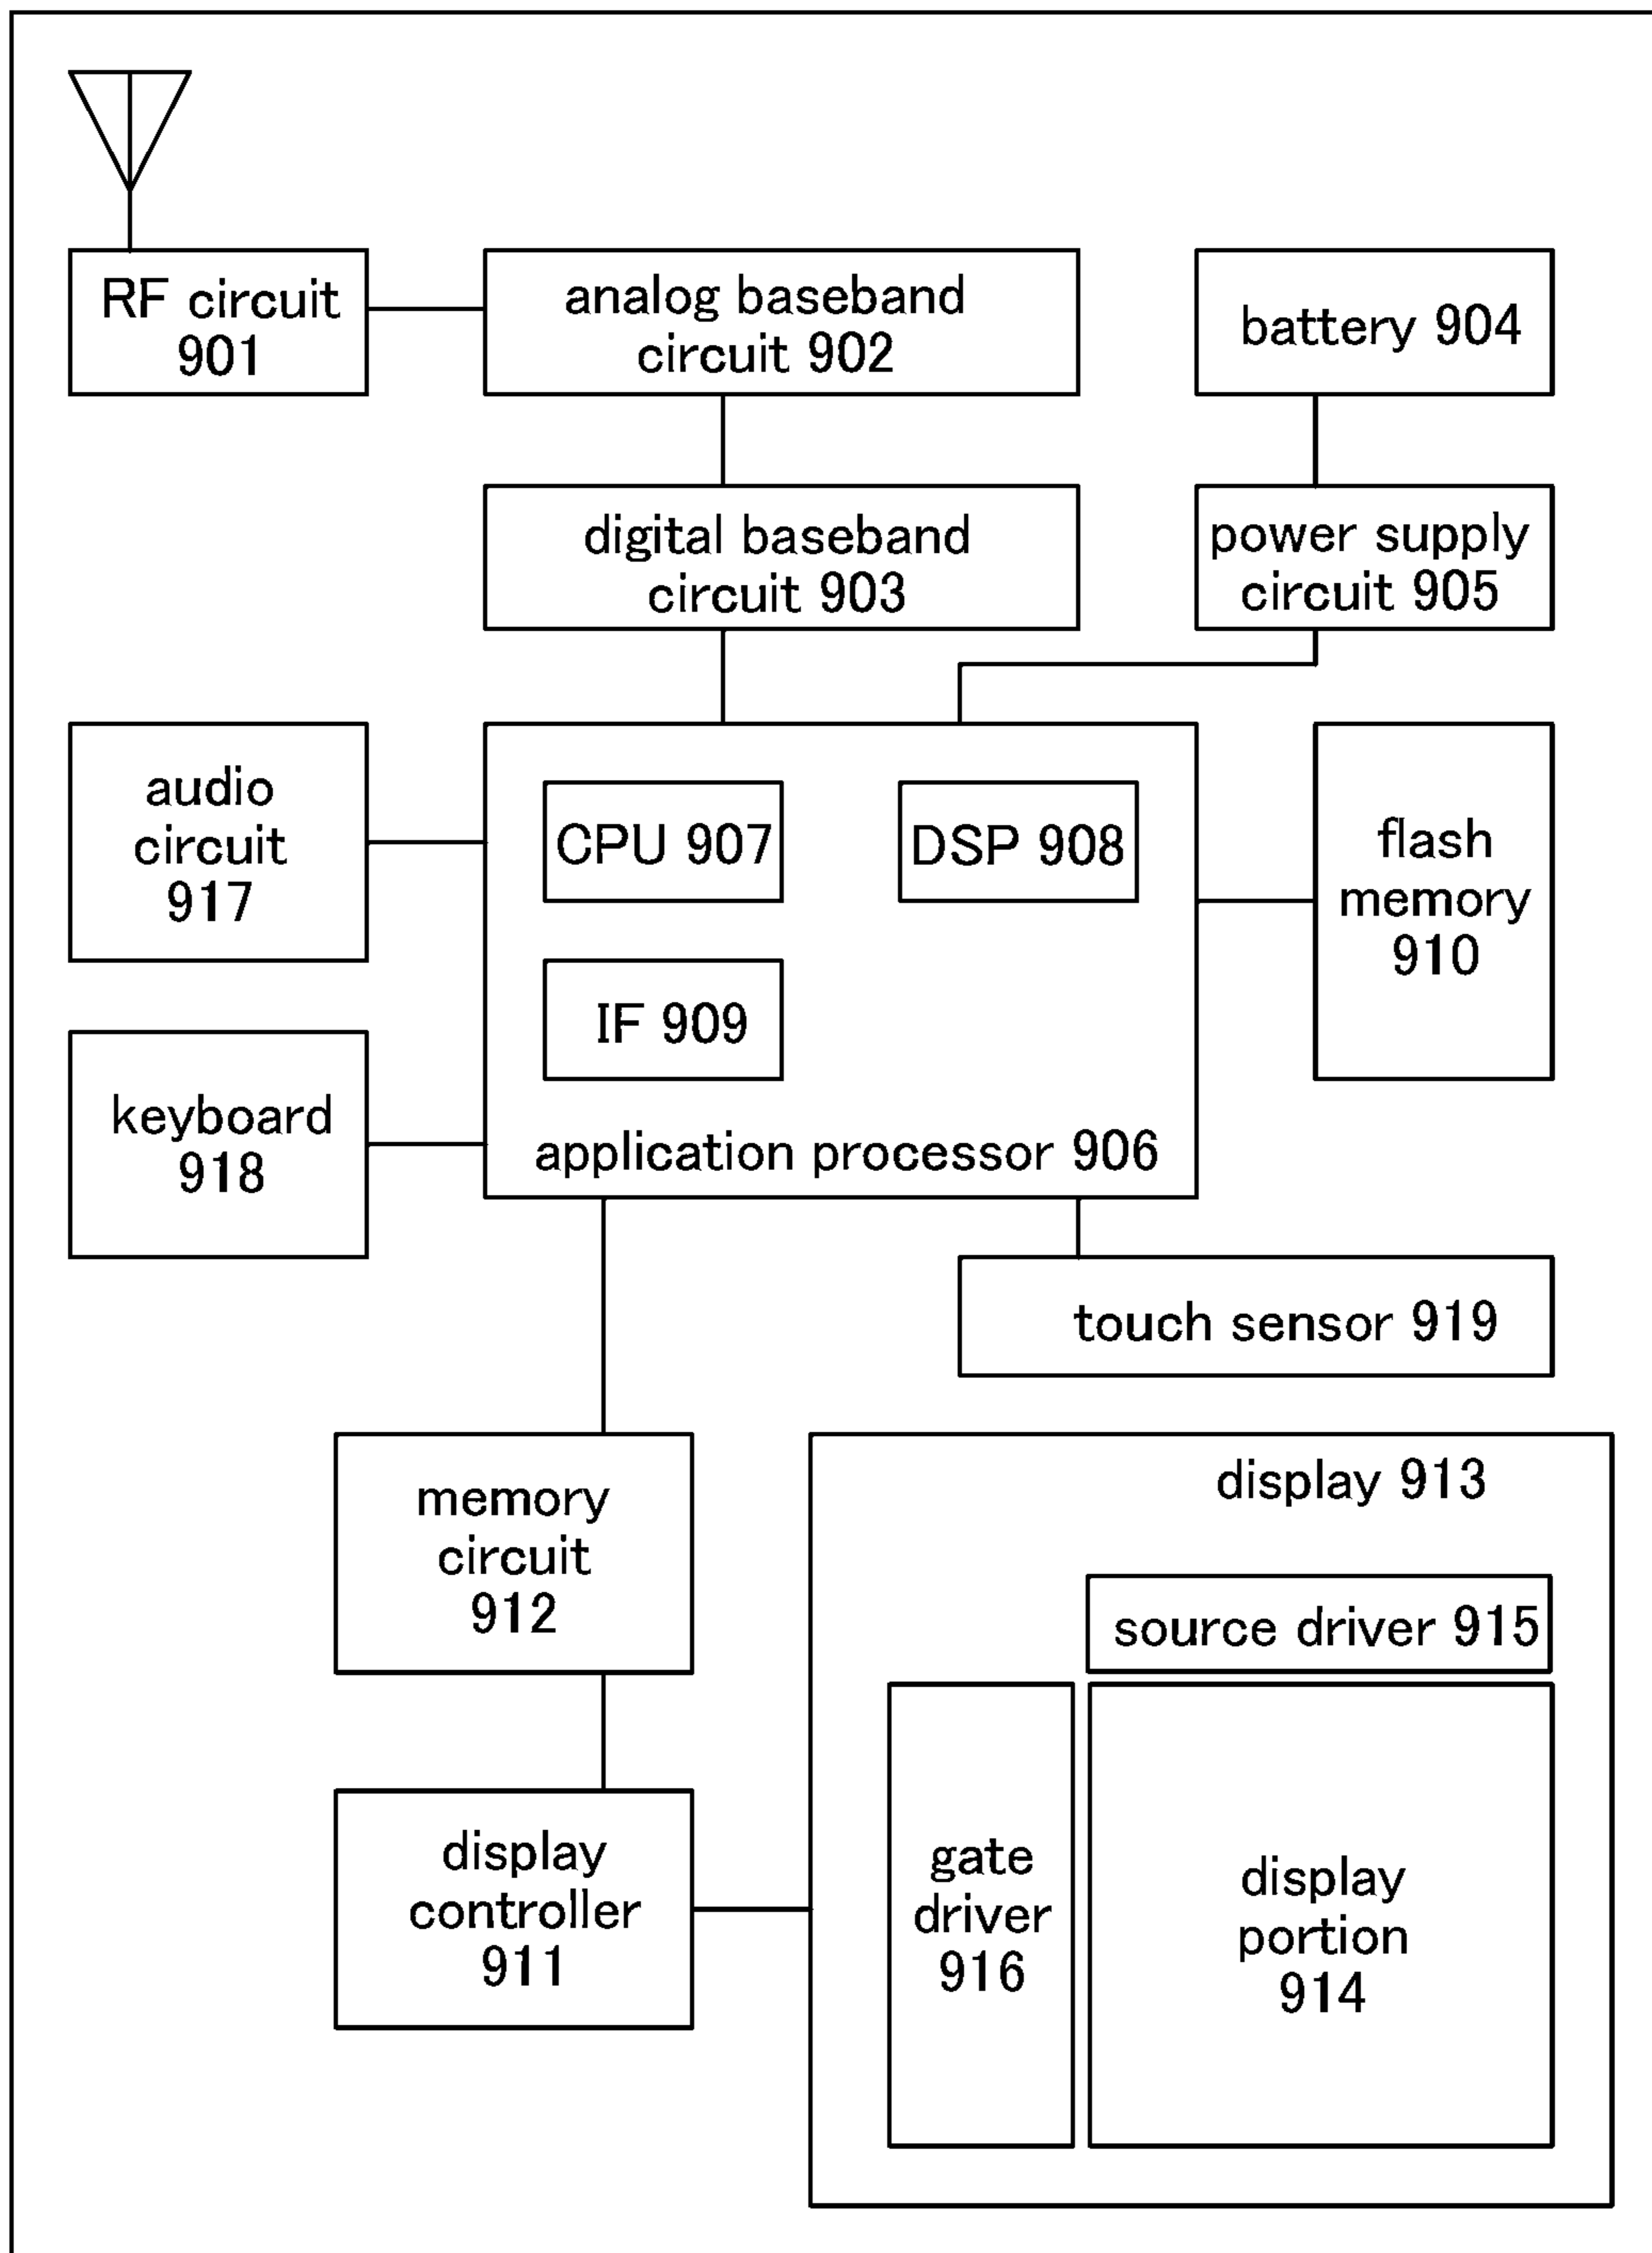 RF circuit
901
analog baseband
circuit 902
battery 904
digital baseband
circuit 903
power supply
circuit 905
audio
circuit
917
CPU 907
DSP 908
flash
memory
910
IF 909
keyboard
918
application processor 906
touch sensor 919
memory
circuit
912
display 913
source driver 915
display
controller
911
gate
driver
916
display
portion
914